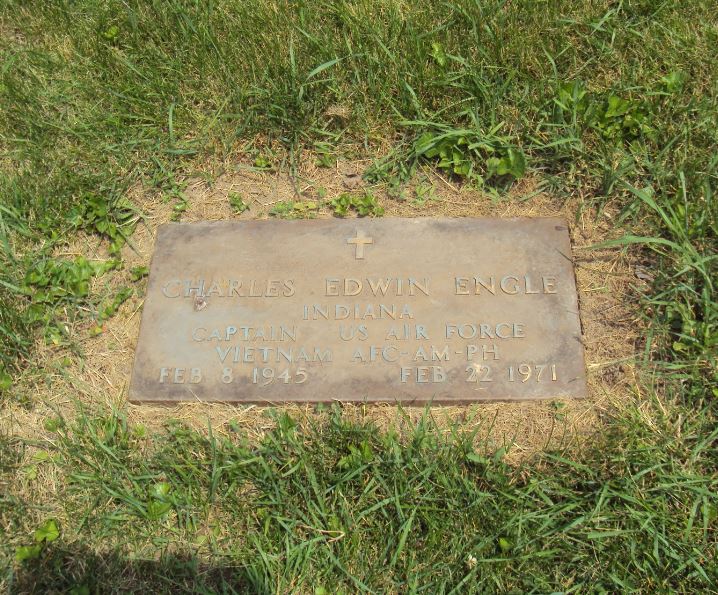 CHARLES EDWIN ENGLE
INDIANA
CAPTAIN US AIR FORCE
VIETNAM AFC-AM-PH
FEB 8 1945 FEB 22 1971